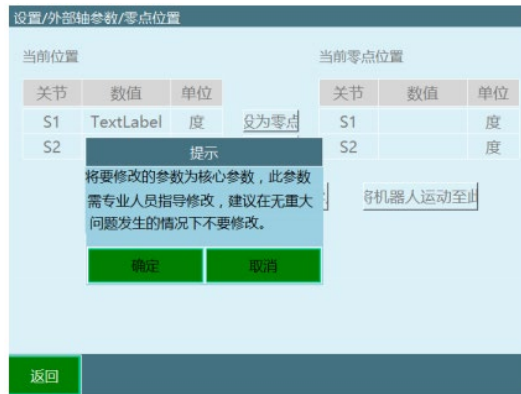 设置/外部轴参数/零点位置
当前位置
当前零点位置
关节 数值 单位
关节 数值 单位
S1 TextLabel 度 设为零点
S1 度
S2
S2 度
提示
将要修改的参数为核心参数，此参数
需专业人员指导修改，建议在无重大
问题发生的情况下不要修改。
机器人运动至此
确定 取消
返回